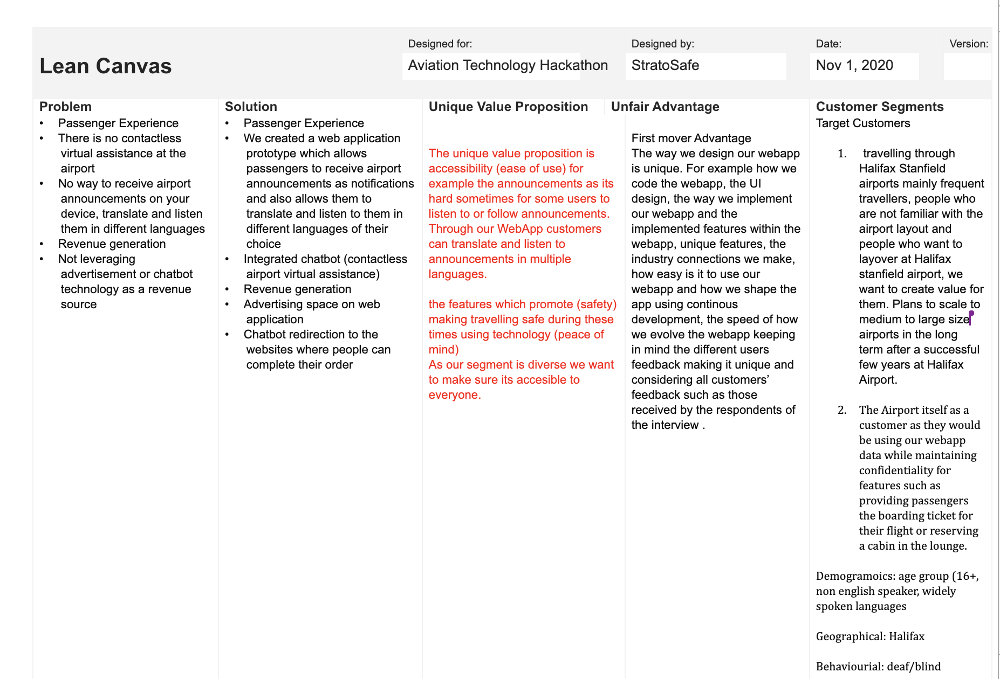 Lean Canvas
Designed for:
Aviation Technology Hackathon
Designed by:
StratoSafe
Date:
Nov 1, 2020
Version:
Problem
• Passenger Experience
• There is no contactless
virtual assistance at the
airport
• No way to receive airport
announcements on your
device, translate and listen
them in different languages
• Revenue generation
• Not leveraging
advertisement or chatbot
technology as a revenue
source
Solution
• Passenger Experience
• We created a web application
prototype which allows
passengers to receive airport
announcements as notifications
and also allows them to
translate and listen to them in
different languages of their
choice
• Integrated chatbot (contactless
airport virtual assistance)
• Revenue generation
• Advertising space on web
application
• Chatbot redirection to the
websites where people can
complete their order
Unique Value Proposition
The unique value proposition is
accessibility (ease of use) for
example the announcements as its
hard sometimes for some users to
listen to or follow announcements.
Through our WebApp customers
can translate and listen to
announcements in multiple
languages.
the features which promote (safety)
making travelling safe during these
times using technology (peace of
mind)
As our segment is diverse we want
to make sure its accesible to
everyone.
Unfair Advantage
First mover Advantage
The way we design our webapp
is unique. For example how we
code the webapp, the UI
design, the way we implement
our webapp and the
implemented features within the
webapp, unique features, the
industry connections we make,
how easy is it to use our
webapp and how we shape the
app using continous
development, the speed of how
we evolve the webapp keeping
in mind the different users
feedback making it unique and
considering all customers’
feedback such as those
received by the respondents of
the interview .
Customer Segments
Target Customers
1. travelling through
Halifax Stanfield
airports mainly frequent
travellers, people who
are not familiar with the
airport layout and
people who want to
layover at Halifax
stanfield airport, we
want to create value for
them. Plans to scale to
medium to large size
airports in the long
term after a successful
few years at Halifax
Airport.
2. The Airport itself as a
customer as they would
be using our webapp
data while maintaining
confidentiality for
features such as
providing passengers
the boarding ticket for
their flight or reserving
a cabin in the lounge.
Demogramoics: age group (16+,
non english speaker, widely
spoken languages
Geographical: Halifax
Behaviourial: deaf/blind